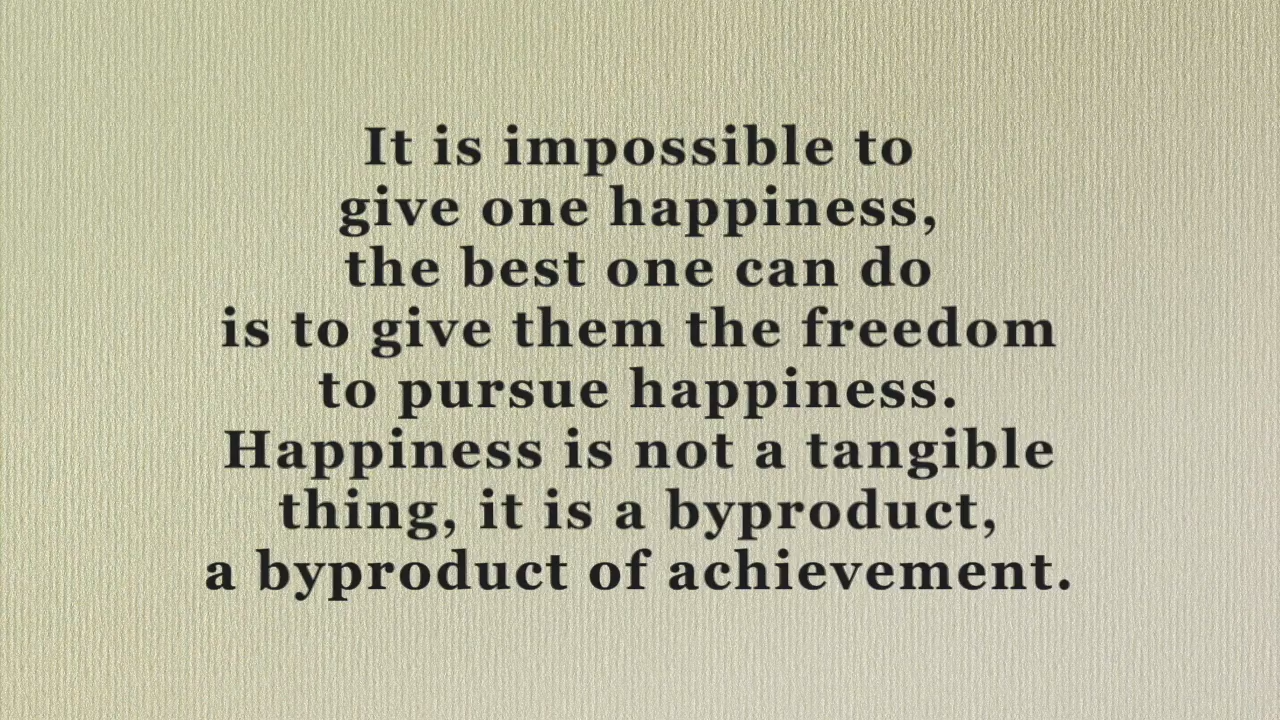 It is impossible to
give one happiness,
the best one can do
is to give them the freedom
to pursue happiness.
Happiness is not a tangible
thing, it is a byproduct,
a byproduct of achievement.